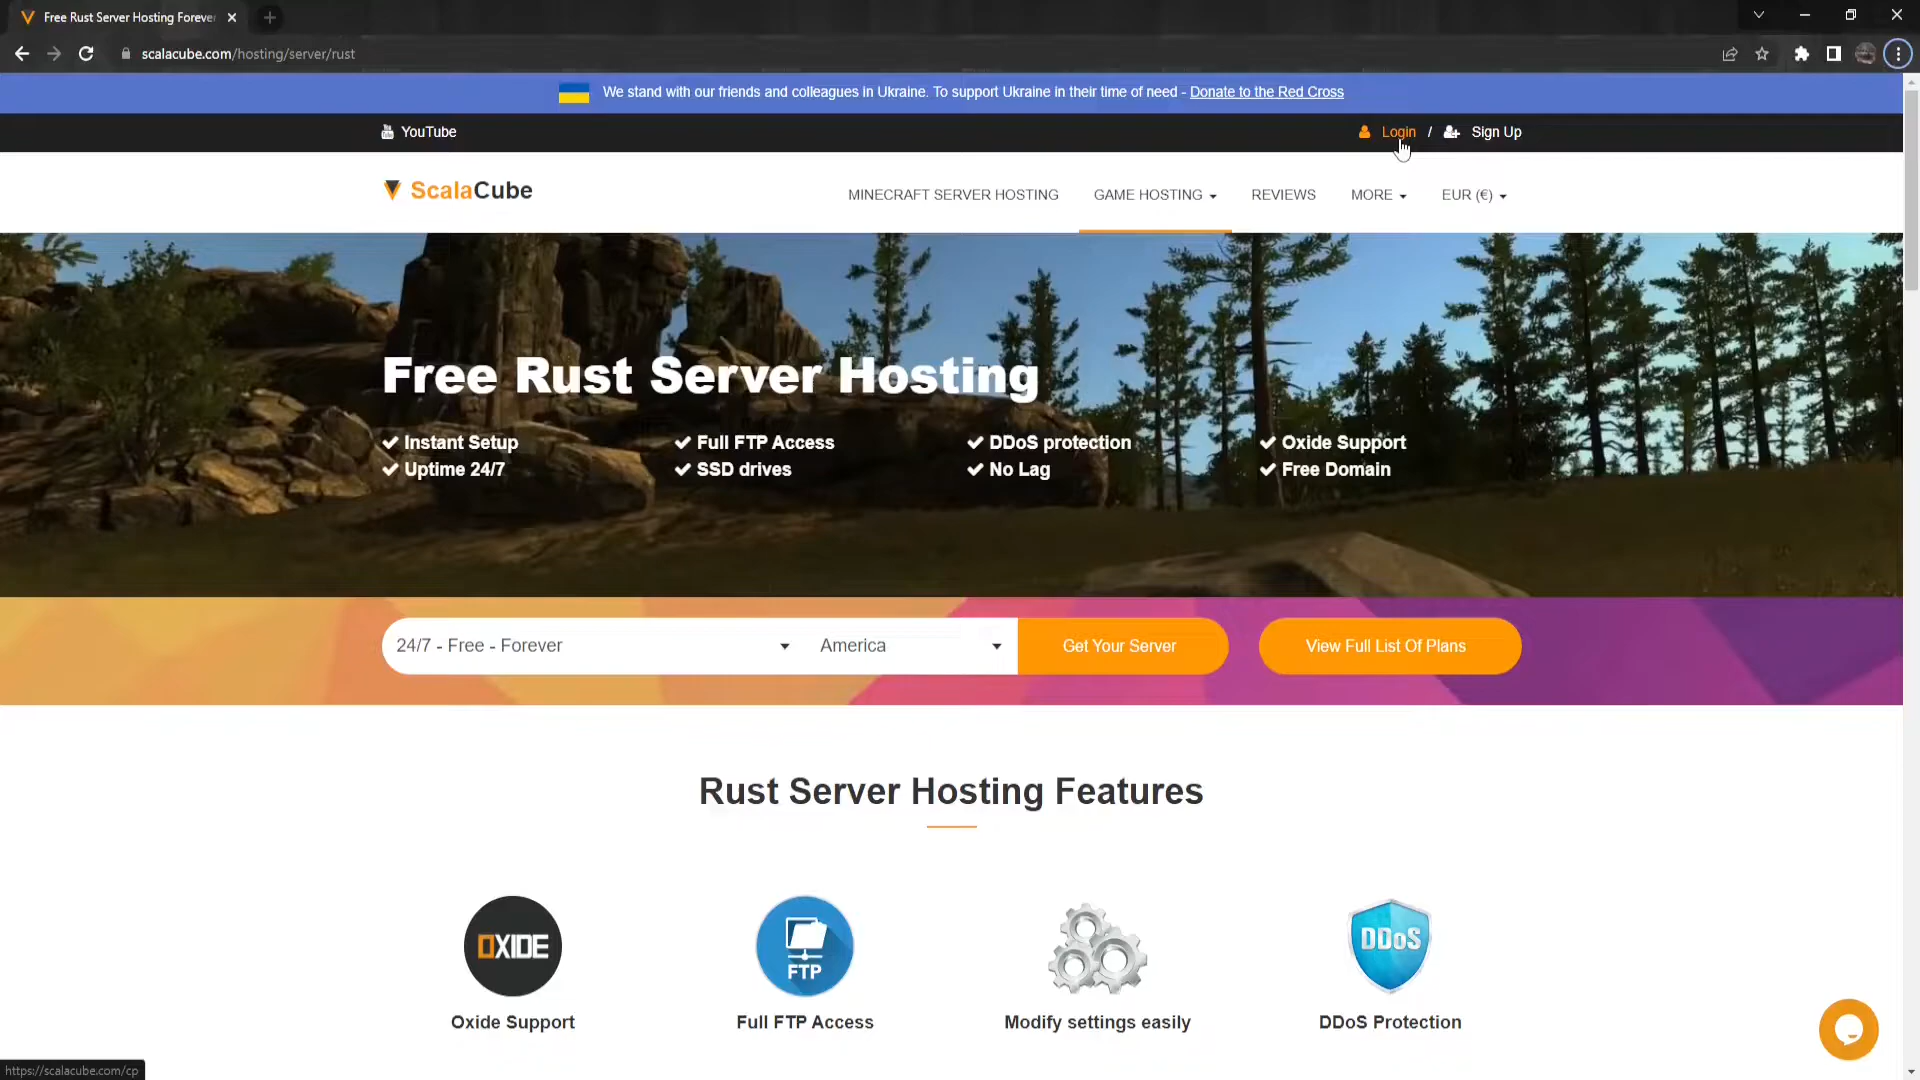 Free Rust Server Hosting Forever
scalacube.com/hosting/server/rust
We stand with our friends and colleagues in Ukraine. To support Ukraine in their time of need - Donate to the Red Cross
YouTube
Login / Sign Up
ScalaCube
MINECRAFT SERVER HOSTING GAME HOSTING REVIEWS MORE EUR (€)
Free Rust Server Hosting
Instant Setup Full FTP Access DDoS protection Oxide Support
Uptime 24/7 SSD drives No Lag Free Domain
24/7 - Free - Forever America Get Your Server View Full List Of Plans
Rust Server Hosting Features
OXIDE FTP DDoS
Oxide Support Full FTP Access Modify settings easily DDoS Protection
https://scalacube.com/cp